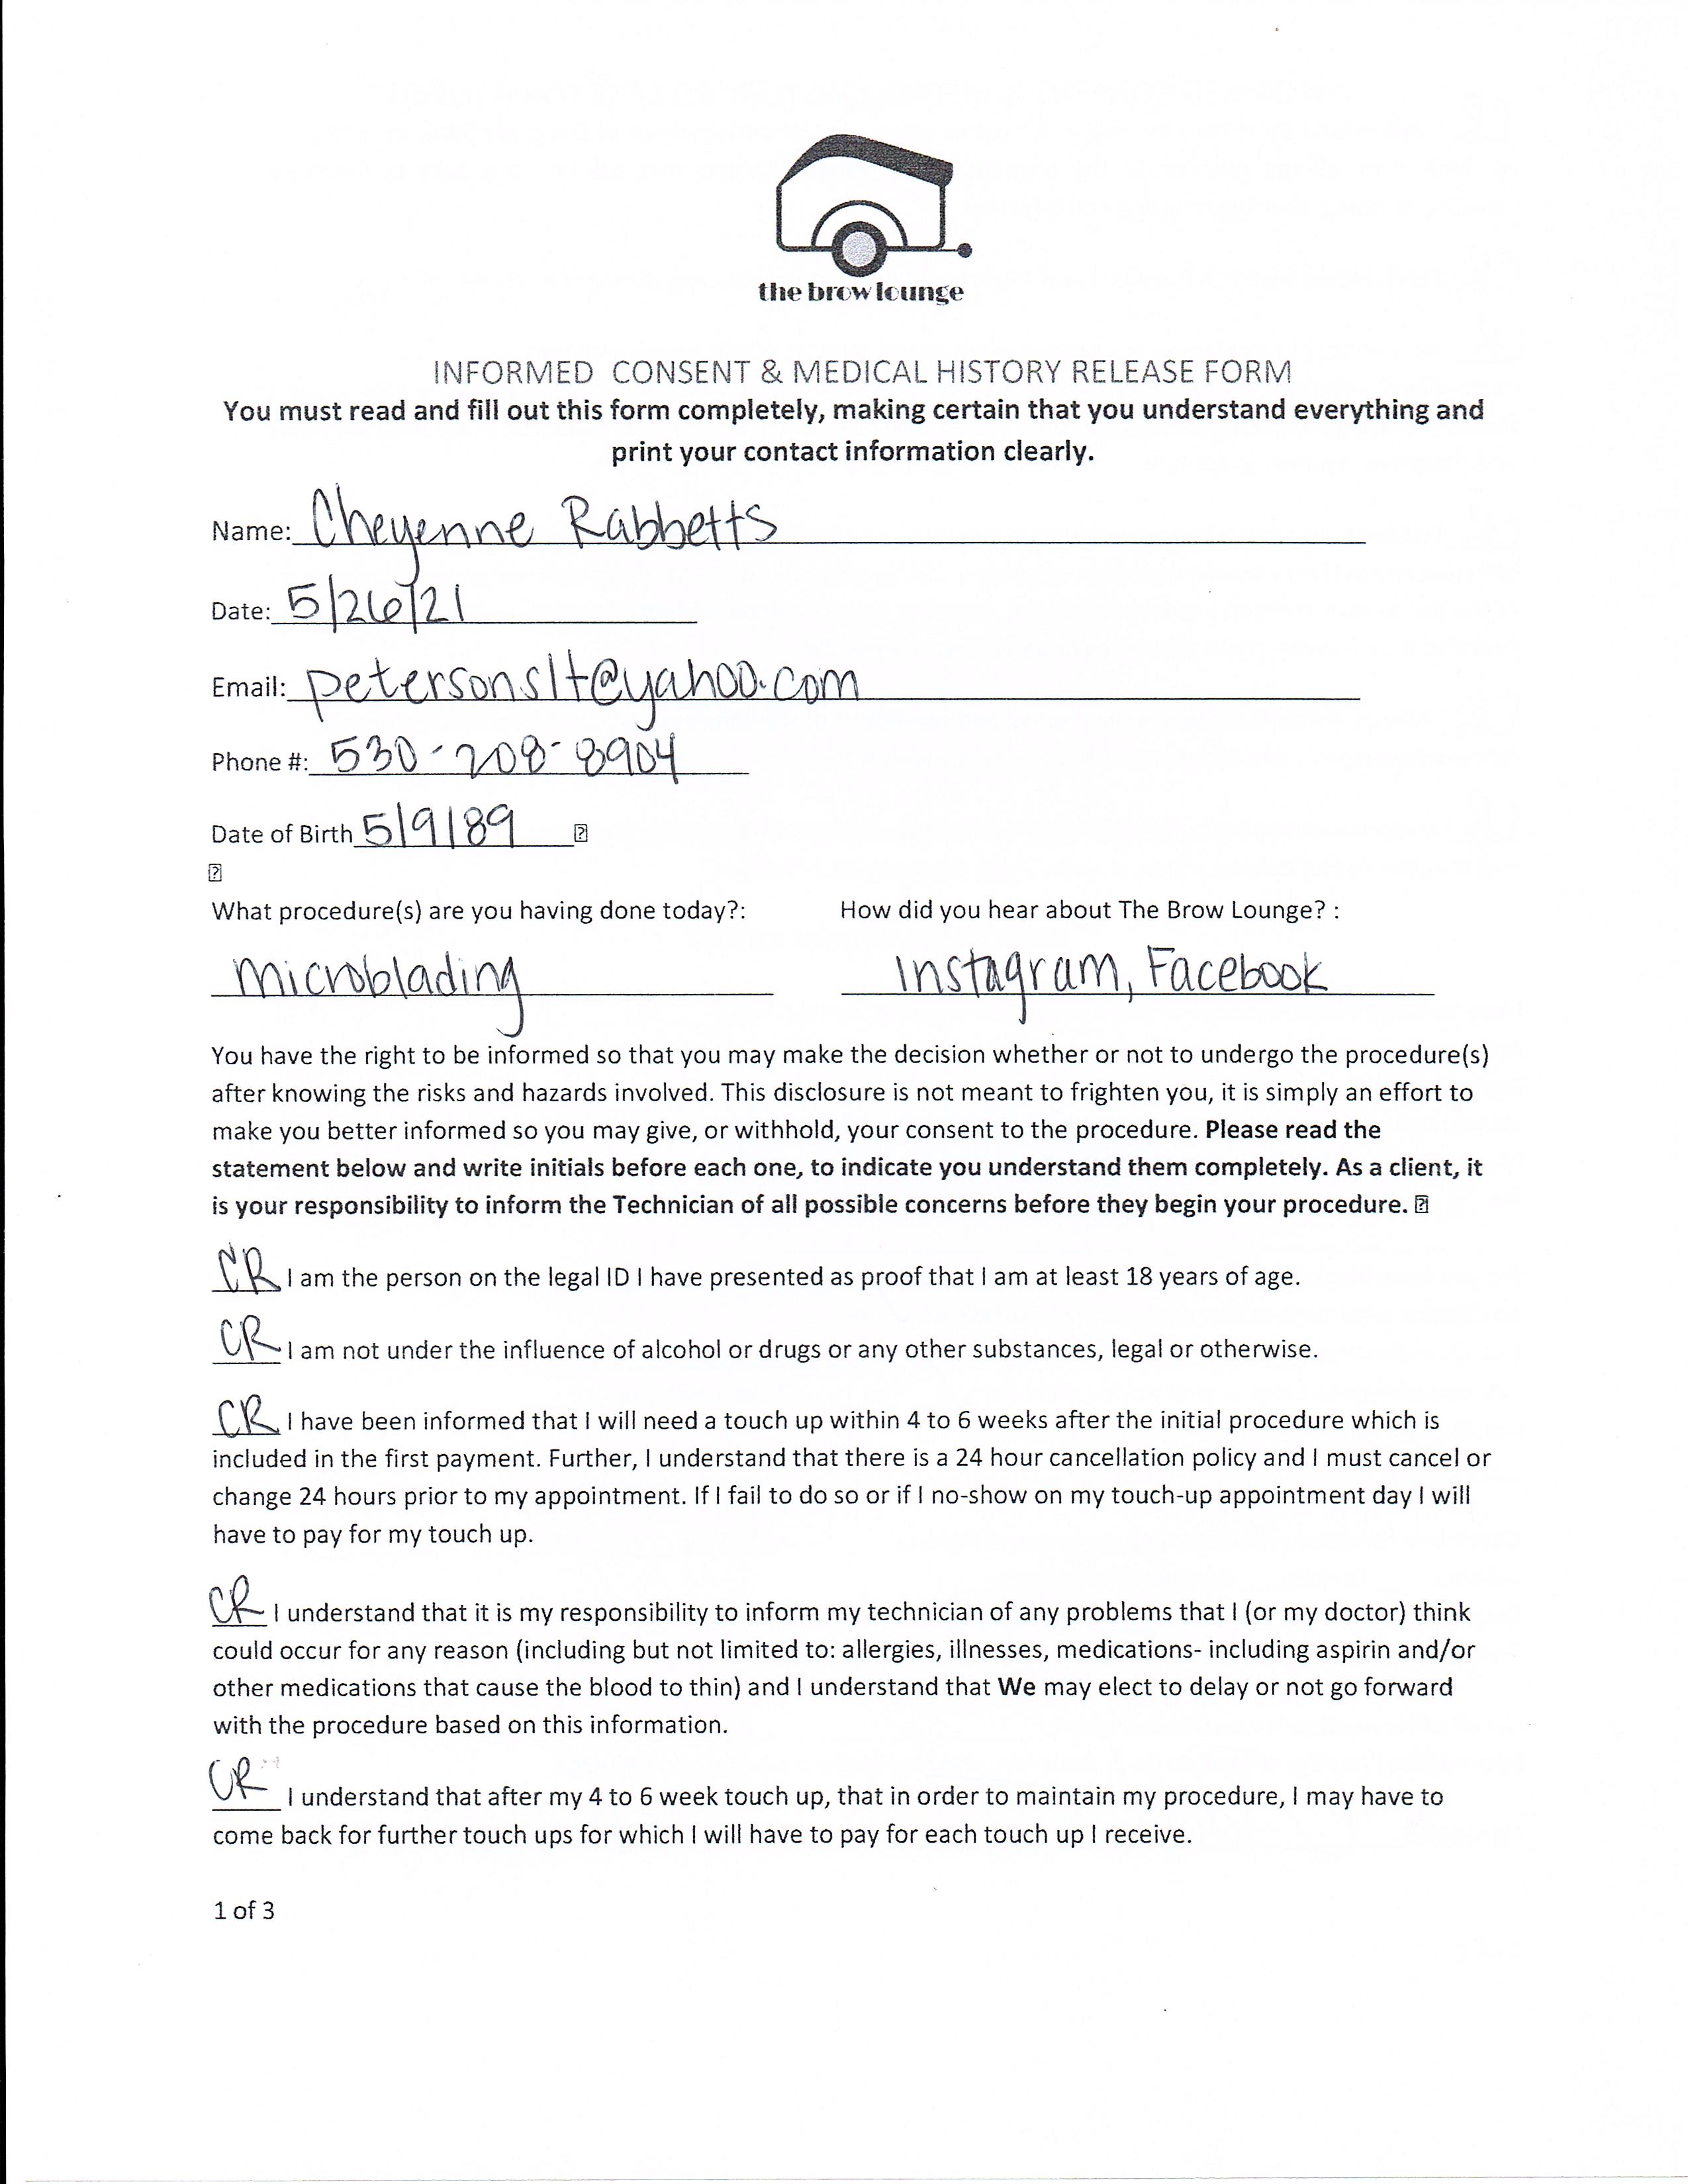 the brow lounge
INFORMED CONSENT & MEDICAL HISTORY RELEASE FORM
You must read and fill out this form completely, making certain that you understand everything and
print your contact information clearly.
Name: Cheyenne Rabbetts
Date: 5/26/21
Email: petersonslt@yahoo.com
Phone #: 530-208-8904
Date of Birth 5/9/89
What procedure(s) are you having done today?: How did you hear about The Brow Lounge? :
Microblading Instagram, Facebook
You have the right to be informed so that you may make the decision whether or not to undergo the procedure(s)
after knowing the risks and hazards involved. This disclosure is not meant to frighten you, it is simply an effort to
make you better informed so you may give, or withhold, your consent to the procedure. Please read the
statement below and write initials before each one, to indicate you understand them completely. As a client, it
is your responsibility to inform the Technician of all possible concerns before they begin your procedure.
CR I am the person on the legal ID I have presented as proof that I am at least 18 years of age.
CR I am not under the influence of alcohol or drugs or any other substances, legal or otherwise.
CR I have been informed that I will need a touch up within 4 to 6 weeks after the initial procedure which is
included in the first payment. Further, I understand that there is a 24 hour cancellation policy and I must cancel or
change 24 hours prior to my appointment. If I fail to do so or if I no-show on my touch-up appointment day I will
have to pay for my touch up.
CR I understand that it is my responsibility to inform my technician of any problems that I (or my doctor) think
could occur for any reason (including but not limited to: allergies, illnesses, medications- including aspirin and/or
other medications that cause the blood to thin) and I understand that We may elect to delay or not go forward
with the procedure based on this information.
CR I understand that after my 4 to 6 week touch up, that in order to maintain my procedure, I may have to
come back for further touch ups for which I will have to pay for each touch up I receive.
1 of 3